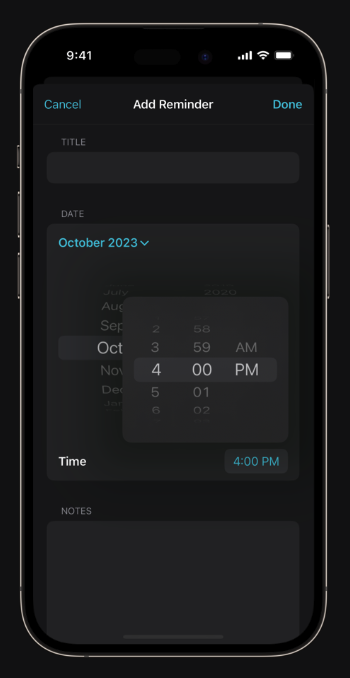 9:41
Cancel Add Reminder Done
TITLE
DATE
October 2023
July 2020
Aug
Sep 2 58
Oct 3 59 AM
4 00 PM
Nov 5 01
Dec 6 02
Jan
Time 4:00 PM
NOTES